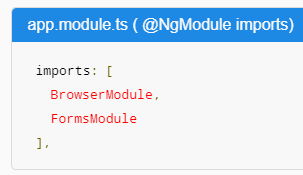 app.module.ts ( @NgModule imports)
imports: [
BrowserModule,
FormsModule
],